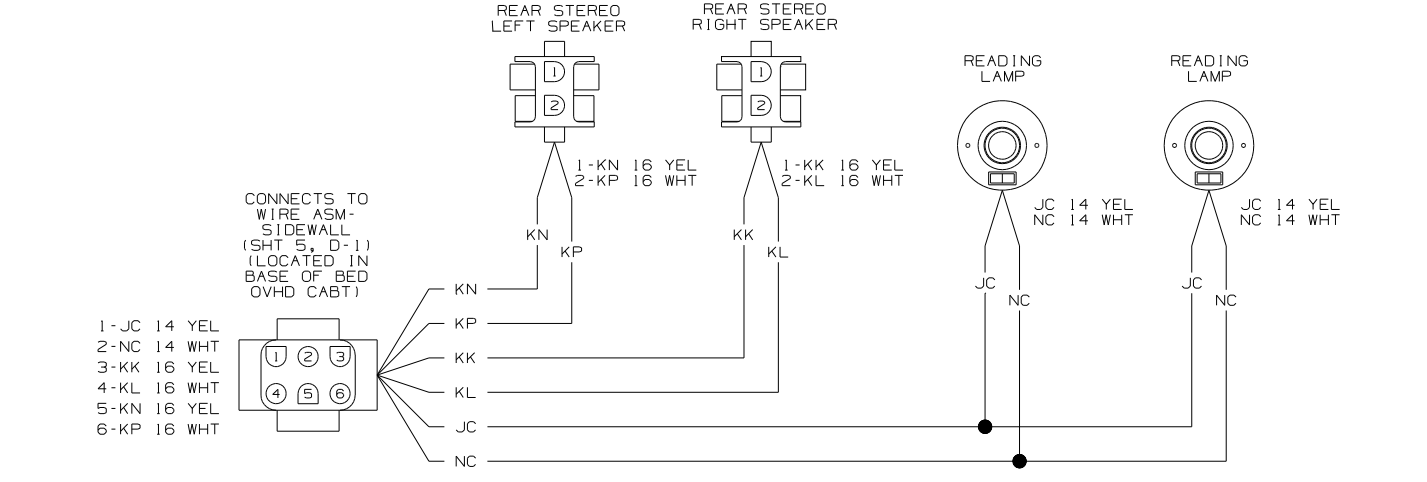 REAR STEREO
LEFT SPEAKER
1
2
1-KN 16 YEL
2-KP 16 WHT
KN
KP
REAR STEREO
RIGHT SPEAKER
1
2
1-KK 16 YEL
2-KL 16 WHT
KK
KL
READING
LAMP
JC 14 YEL
NC 14 WHT
JC
NC
READING
LAMP
JC 14 YEL
NC 14 WHT
JC
NC
CONNECTS TO
WIRE ASM-
SIDEWALL
(SHT 5, D-1)
(LOCATED IN
BASE OF BED
OVHD CABT)
1-JC 14 YEL
2-NC 14 WHT
3-KK 16 YEL
4-KL 16 WHT
5-KN 16 YEL
6-KP 16 WHT
1 2 3
4 5 6
KN
KP
KK
KL
JC
NC